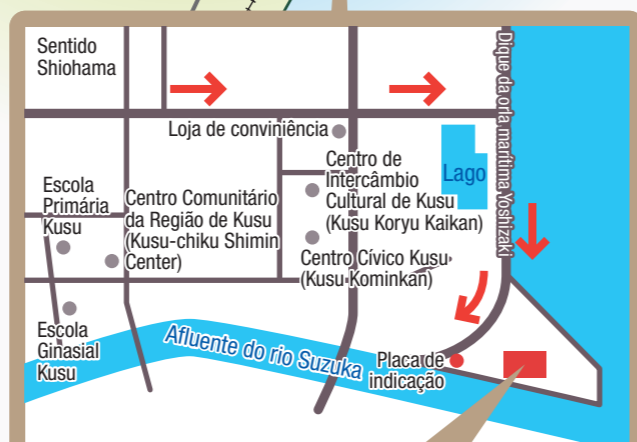 Sentido
Shiohama
Dique da orla marítima Yoshizaki
Loja de conviniência
Centro de
Intercâmbio
Cultural de Kusu
(Kusu Koryu Kaikan)
Lago
Escola
Primária
Kusu
Centro Comunitário
da Região de Kusu
(Kusu-chiku Shimin
Center)
Centro Cívico Kusu
(Kusu Kominkan)
Escola
Ginasial
Kusu
Afluente do rio Suzuka
Placa de
indicação